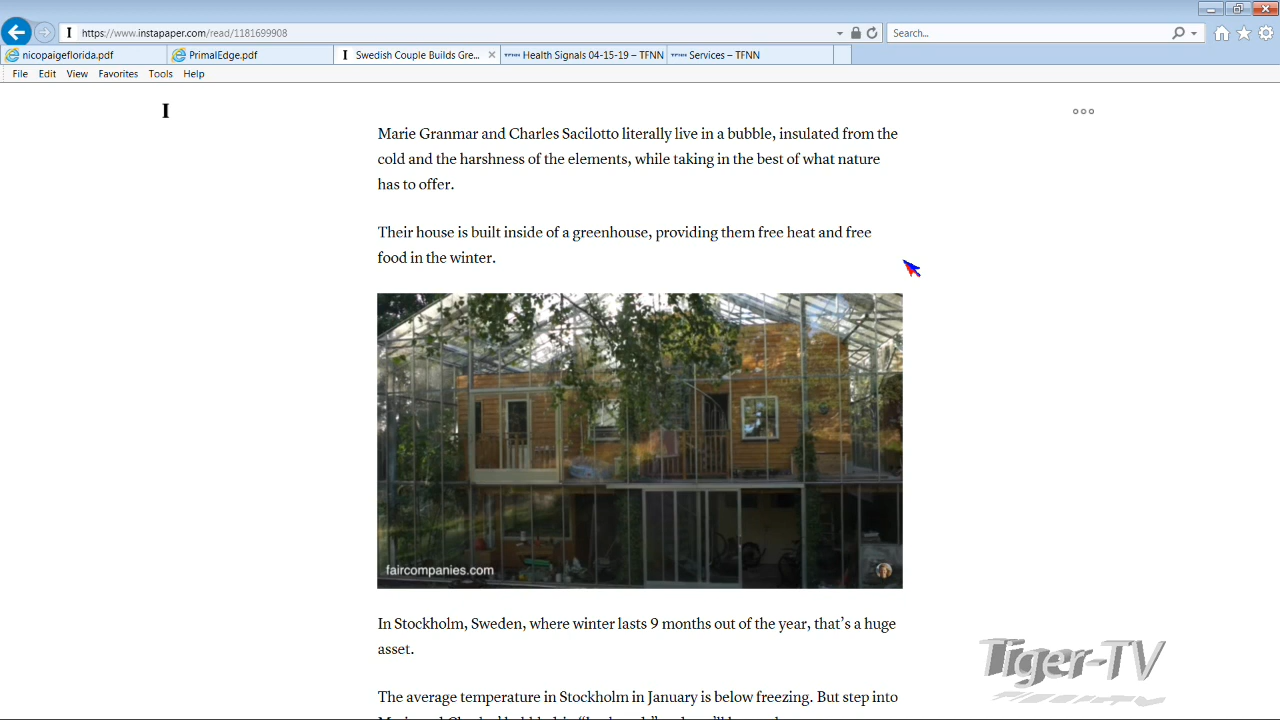 https://www.instapaper.com/read/1181699908
Search...
nicopaigeflorida.pdf
PrimalEdge.pdf
Swedish Couple Builds Gre...
TFNN Health Signals 04-15-19 – TFNN
TFNN Services – TFNN
File Edit View Favorites Tools Help
I
Marie Granmar and Charles Sacilotto literally live in a bubble, insulated from the
cold and the harshness of the elements, while taking in the best of what nature
has to offer.
Their house is built inside of a greenhouse, providing them free heat and free
food in the winter.
faircompanies.com
In Stockholm, Sweden, where winter lasts 9 months out of the year, that's a huge
asset.
Tiger-TV
The average temperature in Stockholm in January is below freezing. But step into